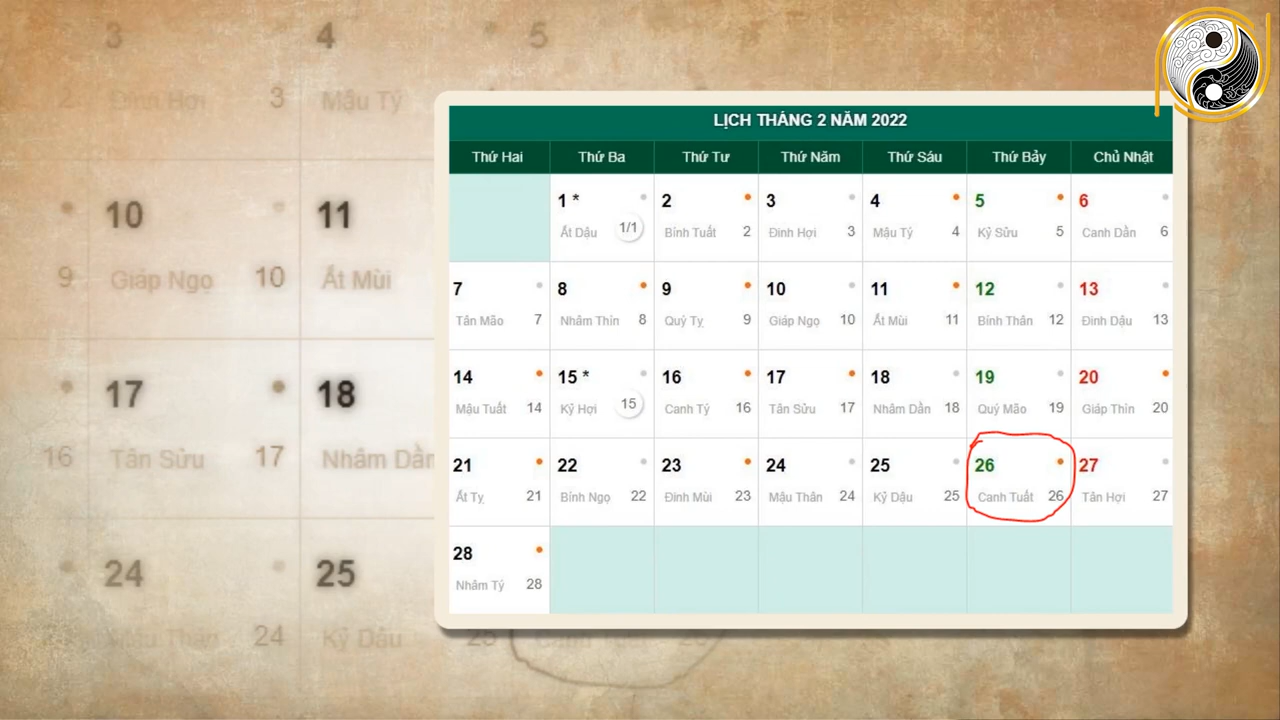 3
4
5
2
Đinh Hợi
3
Mậu Tý
10
11
9
Giáp Ngọ
10
Ất Mùi
17
18
16
Tân Sửu
17
Nhâm Dần
24
25
Mậu Thân
24
Kỷ Dậu
25
LỊCH THÁNG 2 NĂM 2022
Thứ Hai Thứ Ba Thứ Tư Thứ Năm Thứ Sáu Thứ Bảy Chủ Nhật
1 * 2 3 4 5 6
Ất Dậu 1/1 Bính Tuất 2 Đinh Hợi 3 Mậu Tý 4 Kỷ Sửu 5 Canh Dần 6
7 8 9 10 11 12 13
Tân Mão 7 Nhâm Thìn 8 Quý Tỵ 9 Giáp Ngọ 10 Ất Mùi 11 Bính Thân 12 Đinh Dậu 13
14 15 * 16 17 18 19 20
Mậu Tuất 14 Kỷ Hợi 15 Canh Tý 16 Tân Sửu 17 Nhâm Dần 18 Quý Mão 19 Giáp Thìn 20
21 22 23 24 25 26 27
Ất Tỵ 21 Bính Ngọ 22 Đinh Mùi 23 Mậu Thân 24 Kỷ Dậu 25 Canh Tuất 26 Tân Hợi 27
28
Nhâm Tý 28